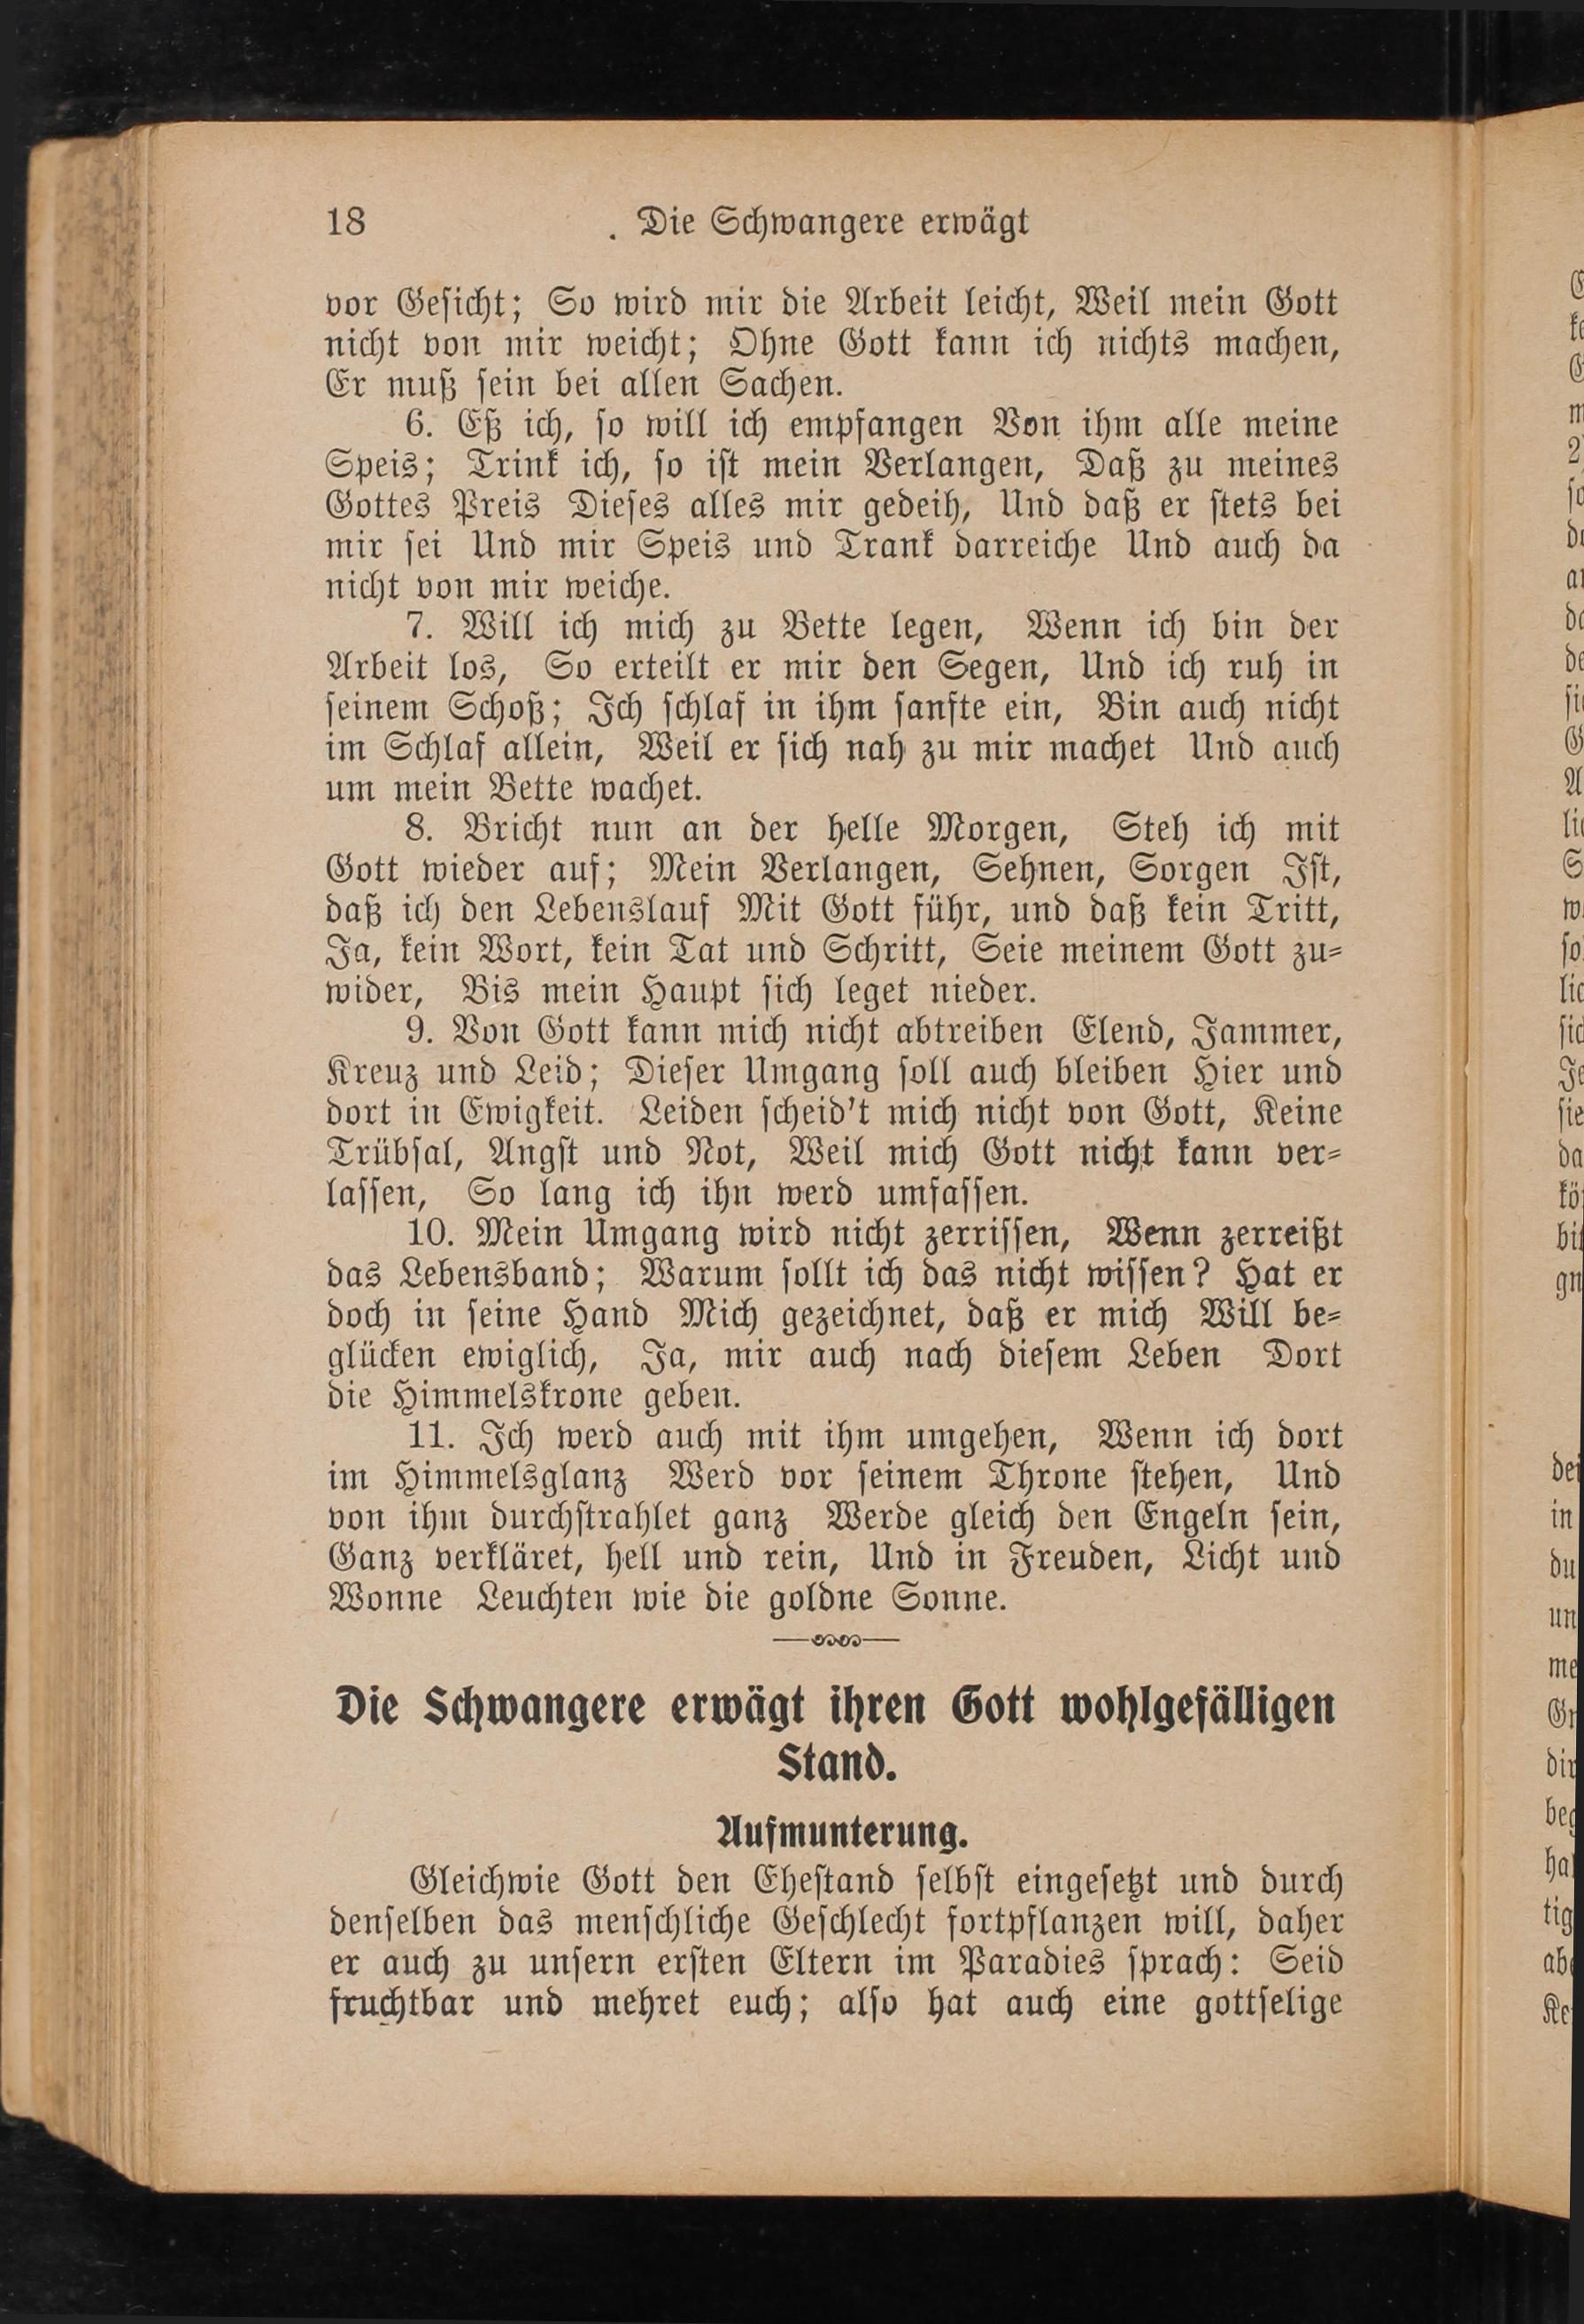 18
. Die Schwangere erwägt
vor Gesicht; So wird mir die Arbeit leicht, Weil mein Gott
nicht von mir weicht; Ohne Gott kann ich nichts machen,
Er muß sein bei allen Sachen.
6. Eß ich, so will ich empfangen Von ihm alle meine
Speis; Trink ich, so ist mein Verlangen, Daß zu meines
Gottes Preis Dieses alles mir gedeih, Und daß er stets bei
mir sei Und mir Speis und Trank darreiche Und auch da
nicht von mir weiche.
7. Will ich mich zu Bette legen, Wenn ich bin der
Arbeit los, So erteilt er mir den Segen, Und ich ruh in
seinem Schoß; Ich schlaf in ihm sanfte ein, Bin auch nicht
im Schlaf allein, Weil er sich nah zu mir machet Und auch
um mein Bette wachet.
8. Bricht nun an der helle Morgen, Steh ich mit
Gott wieder auf; Mein Verlangen, Sehnen, Sorgen Ist,
daß ich den Lebenslauf Mit Gott führ, und daß kein Tritt,
Ja, kein Wort, kein Tat und Schritt, Seie meinem Gott zu-
wider, Bis mein Haupt sich leget nieder.
9. Von Gott kann mich nicht abtreiben Elend, Jammer,
Kreuz und Leid; Dieser Umgang soll auch bleiben Hier und
dort in Ewigkeit. Leiden scheid't mich nicht von Gott, Keine
Trübsal, Angst und Not, Weil mich Gott nicht kann ver-
lassen, So lang ich ihn werd umfassen.
10. Mein Umgang wird nicht zerrissen, Wenn zerreißt
das Lebensband; Warum sollt ich das nicht wissen? Hat er
doch in seine Hand Mich gezeichnet, daß er mich Will be-
glücken ewiglich, Ja, mir auch nach diesem Leben Dort
die Himmelskrone geben.
11. Ich werd auch mit ihm umgehen, Wenn ich dort
im Himmelsglanz Werd vor seinem Throne stehen, Und
von ihm durchstrahlet ganz Werde gleich den Engeln sein,
Ganz verkläret, hell und rein, Und in Freuden, Licht und
Wonne Leuchten wie die goldne Sonne.
Die Schwangere erwägt ihren Gott wohlgefälligen
Stand.
Aufmunterung.
Gleichwie Gott den Ehestand selbst eingesetzt und durch
denselben das menschliche Geschlecht fortpflanzen will, daher
er auch zu unsern ersten Eltern im Paradies sprach: Seid
fruchtbar und mehret euch; also hat auch eine gottselige